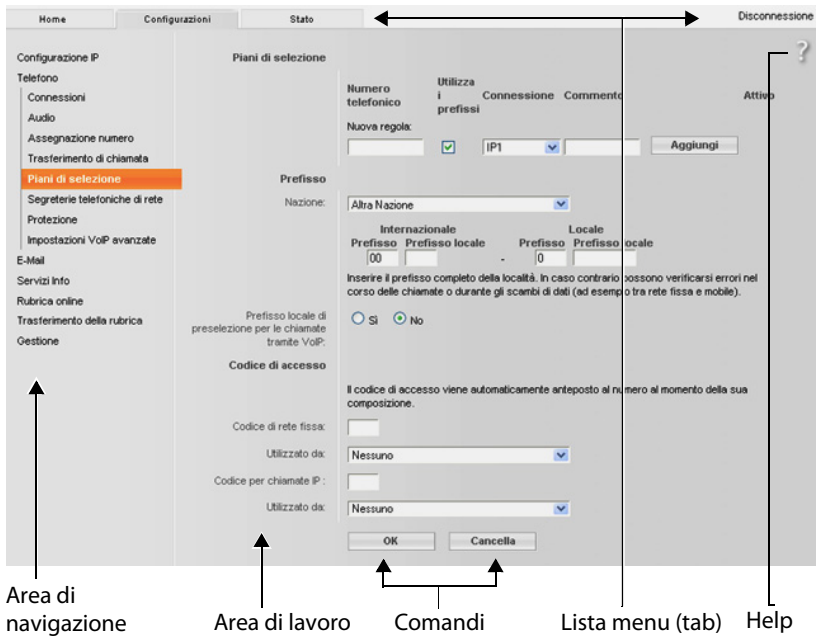 Home Configurazioni Stato Disconnessione
Configurazione IP
Telefono
Connessioni
Audio
Assegnazione numero
Trasferimento di chiamata
Piani di selezione
Segreterie telefoniche di rete
Protezione
Impostazioni VoIP avanzate
E-Mail
Servizi Info
Rubrica online
Trasferimento della rubrica
Gestione
Piani di selezione
Numero telefonico
Utilizza i prefissi
Connessione
Commento
Attivo
Nuova regola:
IP1
Aggiungi
Prefisso
Nazione:
Altra Nazione
Internazionale Locale
Prefisso Prefisso locale Prefisso Prefisso locale
00 - 0
Inserire il prefisso completo della località. In caso contrario possono verificarsi errori nel
corso delle chiamate o durante gli scambi di dati (ad esempio tra rete fissa e mobile).
Prefisso locale di
preselezione per le chiamate
tramite VoIP:
Sì No
Codice di accesso
Il codice di accesso viene automaticamente anteposto al numero al momento della sua
composizione.
Codice di rete fissa:
Utilizzato da: Nessuno
Codice per chiamate IP :
Utilizzato da: Nessuno
OK Cancella
?
Area di
navigazione
Area di lavoro
Comandi
Lista menu (tab)
Help